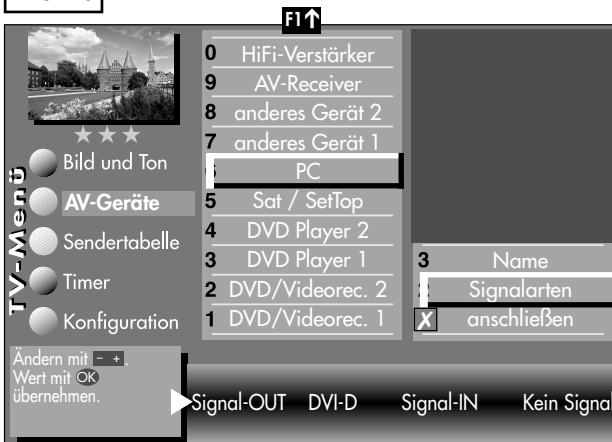 F1↑
0 HiFi-Verstärker
9 AV-Receiver
8 anderes Gerät 2
7 anderes Gerät 1
PC
5 Sat / SetTop
4 DVD Player 2
3 DVD Player 1
2 DVD/Videorec. 2
1 DVD/Videorec. 1
TV-Menü
Bild und Ton
AV-Geräte
Sendertabelle
Timer
Konfiguration
3 Name
Signalarten
X anschließen
Ändern mit - + .
Wert mit OK
übernehmen.
Signal-OUT DVI-D Signal-IN Kein Signal